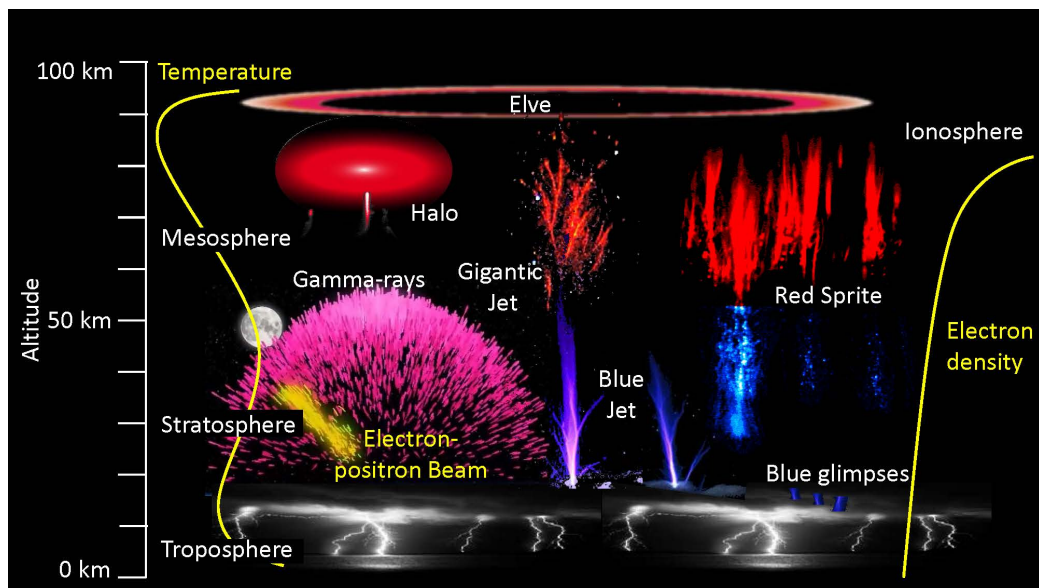 100 km
Temperature
Elve
Ionosphere
Halo
Mesosphere
Gamma-rays
Gigantic
Jet
Red Sprite
50 km
Altitude
Electron
density
Blue
Jet
Stratosphere
Electron-
positron Beam
Blue glimpses
Troposphere
0 km